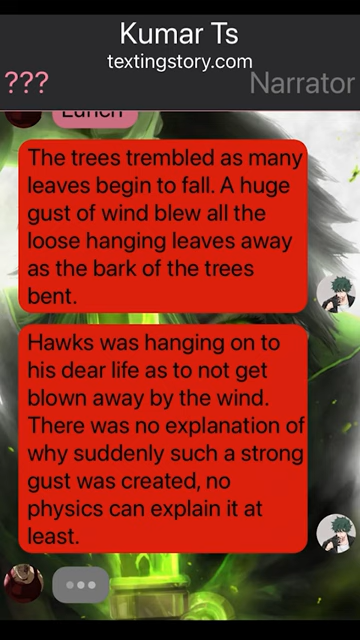 Kumar Ts
textingstory.com
??? Narrator
Lunch
The trees trembled as many
leaves begin to fall. A huge
gust of wind blew all the
loose hanging leaves away
as the bark of the trees
bent.
Hawks was hanging on to
his dear life as to not get
blown away by the wind.
There was no explanation of
why suddenly such a strong
gust was created, no
physics can explain it at
least.